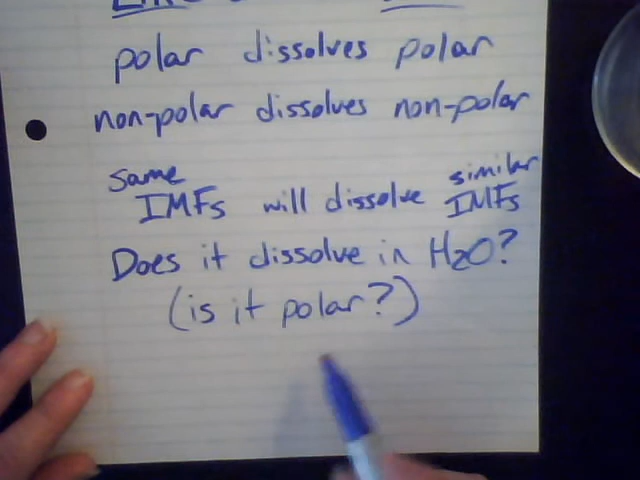 polar dissolves polar
non-polar dissolves non-polar
same similar
IMFs will dissolve IMFs
Does it dissolve in H2O?
(is it polar?)